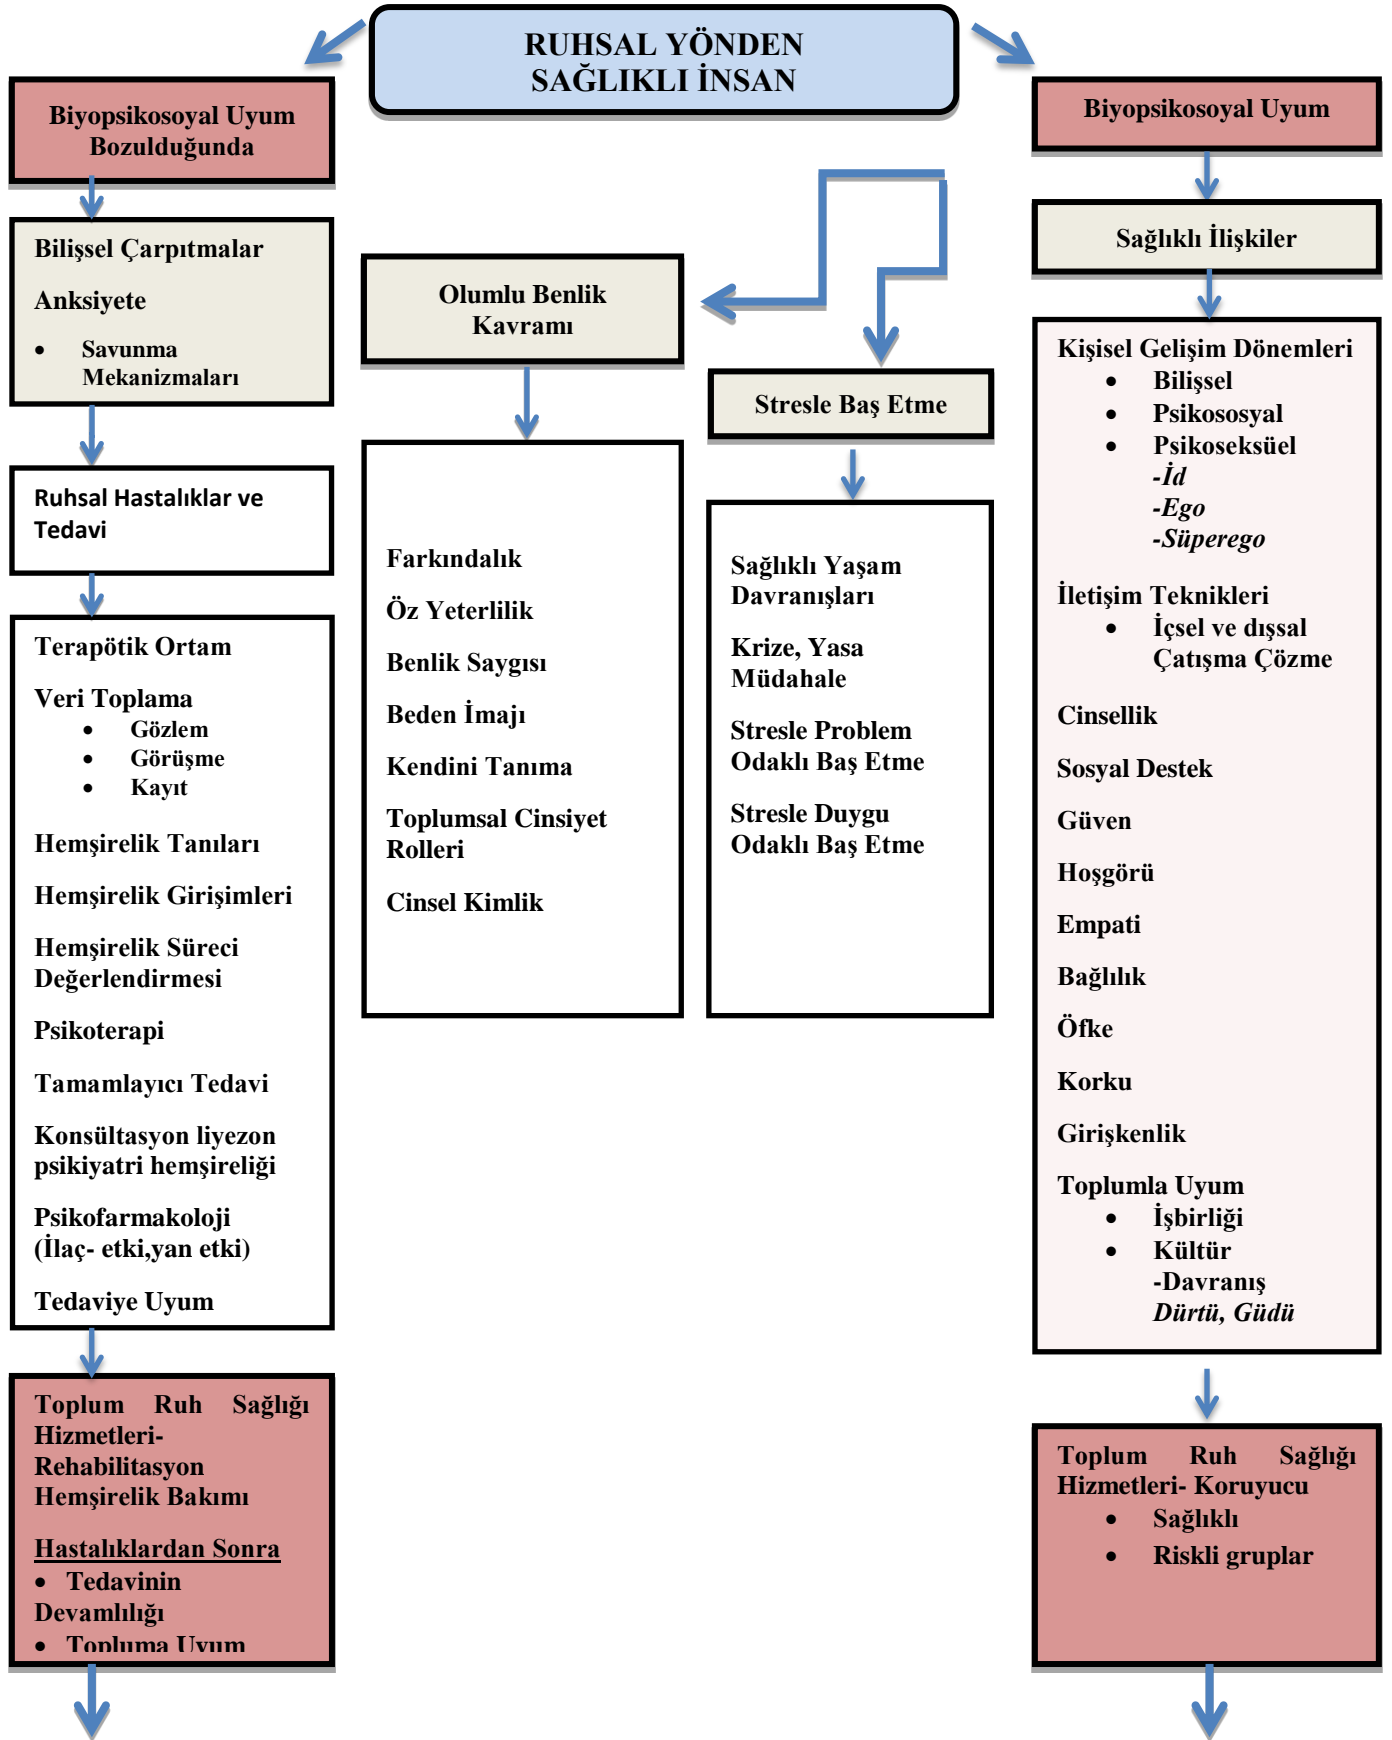 RUHSAL YÖNDEN
SAĞLIKLI İNSAN
Biyopsikosoyal Uyum
Bozulduğunda
Bilişsel Çarpıtmalar
Anksiyete
• Savunma
Mekanizmaları
Ruhsal Hastalıklar ve
Tedavi
Terapötik Ortam
Veri Toplama
• Gözlem
• Görüşme
• Kayıt
Hemşirelik Tanıları
Hemşirelik Girişimleri
Hemşirelik Süreci
Değerlendirmesi
Psikoterapi
Tamamlayıcı Tedavi
Konsültasyon liyezon
psikiyatri hemşireliği
Psikofarmakoloji
(İlaç- etki,yan etki)
Tedaviye Uyum
Toplum Ruh Sağlığı
Hizmetleri-
Rehabilitasyon
Hemşirelik Bakımı
Hastalıklardan Sonra
• Tedavinin
Devamlılığı
• Topluma Uyum
Olumlu Benlik
Kavramı
Farkındalık
Öz Yeterlilik
Benlik Saygısı
Beden İmajı
Kendini Tanıma
Toplumsal Cinsiyet
Rolleri
Cinsel Kimlik
Stresle Baş Etme
Sağlıklı Yaşam
Davranışları
Krize, Yasa
Müdahale
Stresle Problem
Odaklı Baş Etme
Stresle Duygu
Odaklı Baş Etme
Biyopsikosoyal Uyum
Sağlıklı İlişkiler
Kişisel Gelişim Dönemleri
• Bilişsel
• Psikososyal
• Psikoseksüel
-İd
-Ego
-Süperego
İletişim Teknikleri
• İçsel ve dışsal
Çatışma Çözme
Cinsellik
Sosyal Destek
Güven
Hoşgörü
Empati
Bağlılık
Öfke
Korku
Girişkenlik
Toplumla Uyum
• İşbirliği
• Kültür
-Davranış
Dürtü, Güdü
Toplum Ruh Sağlığı
Hizmetleri- Koruyucu
• Sağlıklı
• Riskli gruplar